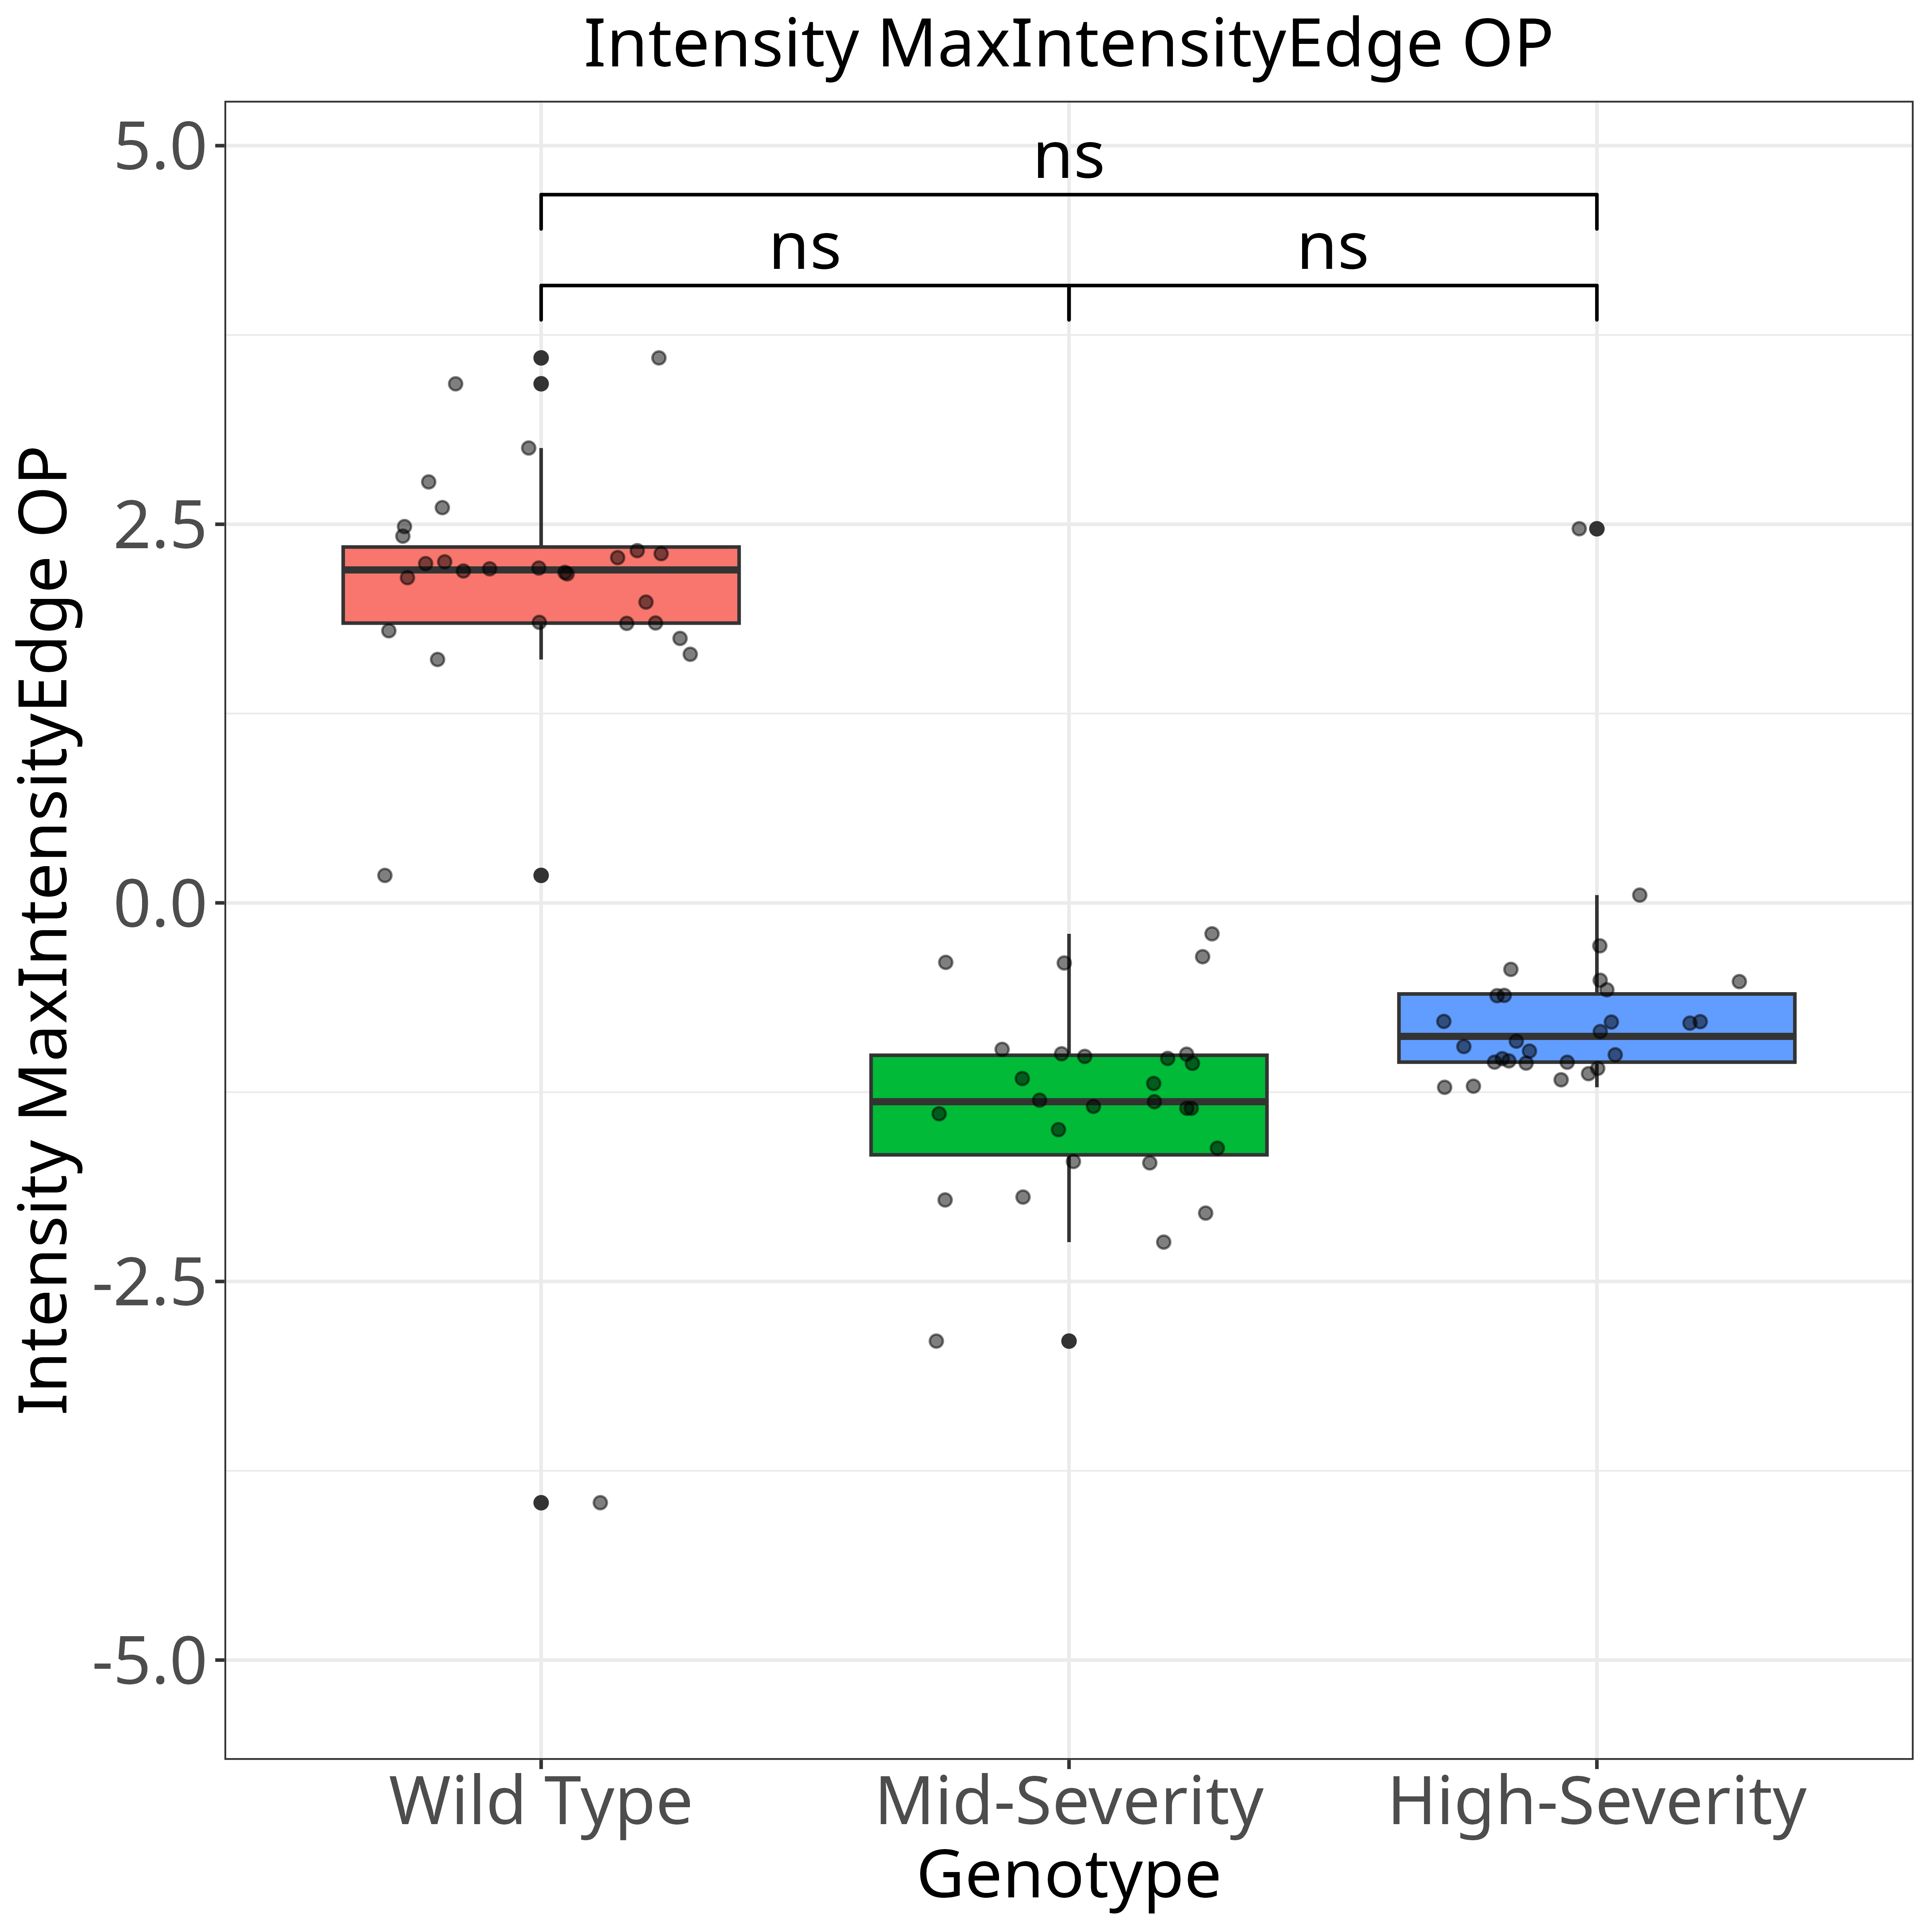 Intensity MaxIntensityEdge OP
Intensity MaxIntensityEdge OP
5.0
2.5
0.0
-2.5
-5.0
ns
ns
ns
Wild Type
Mid-Severity
High-Severity
Genotype